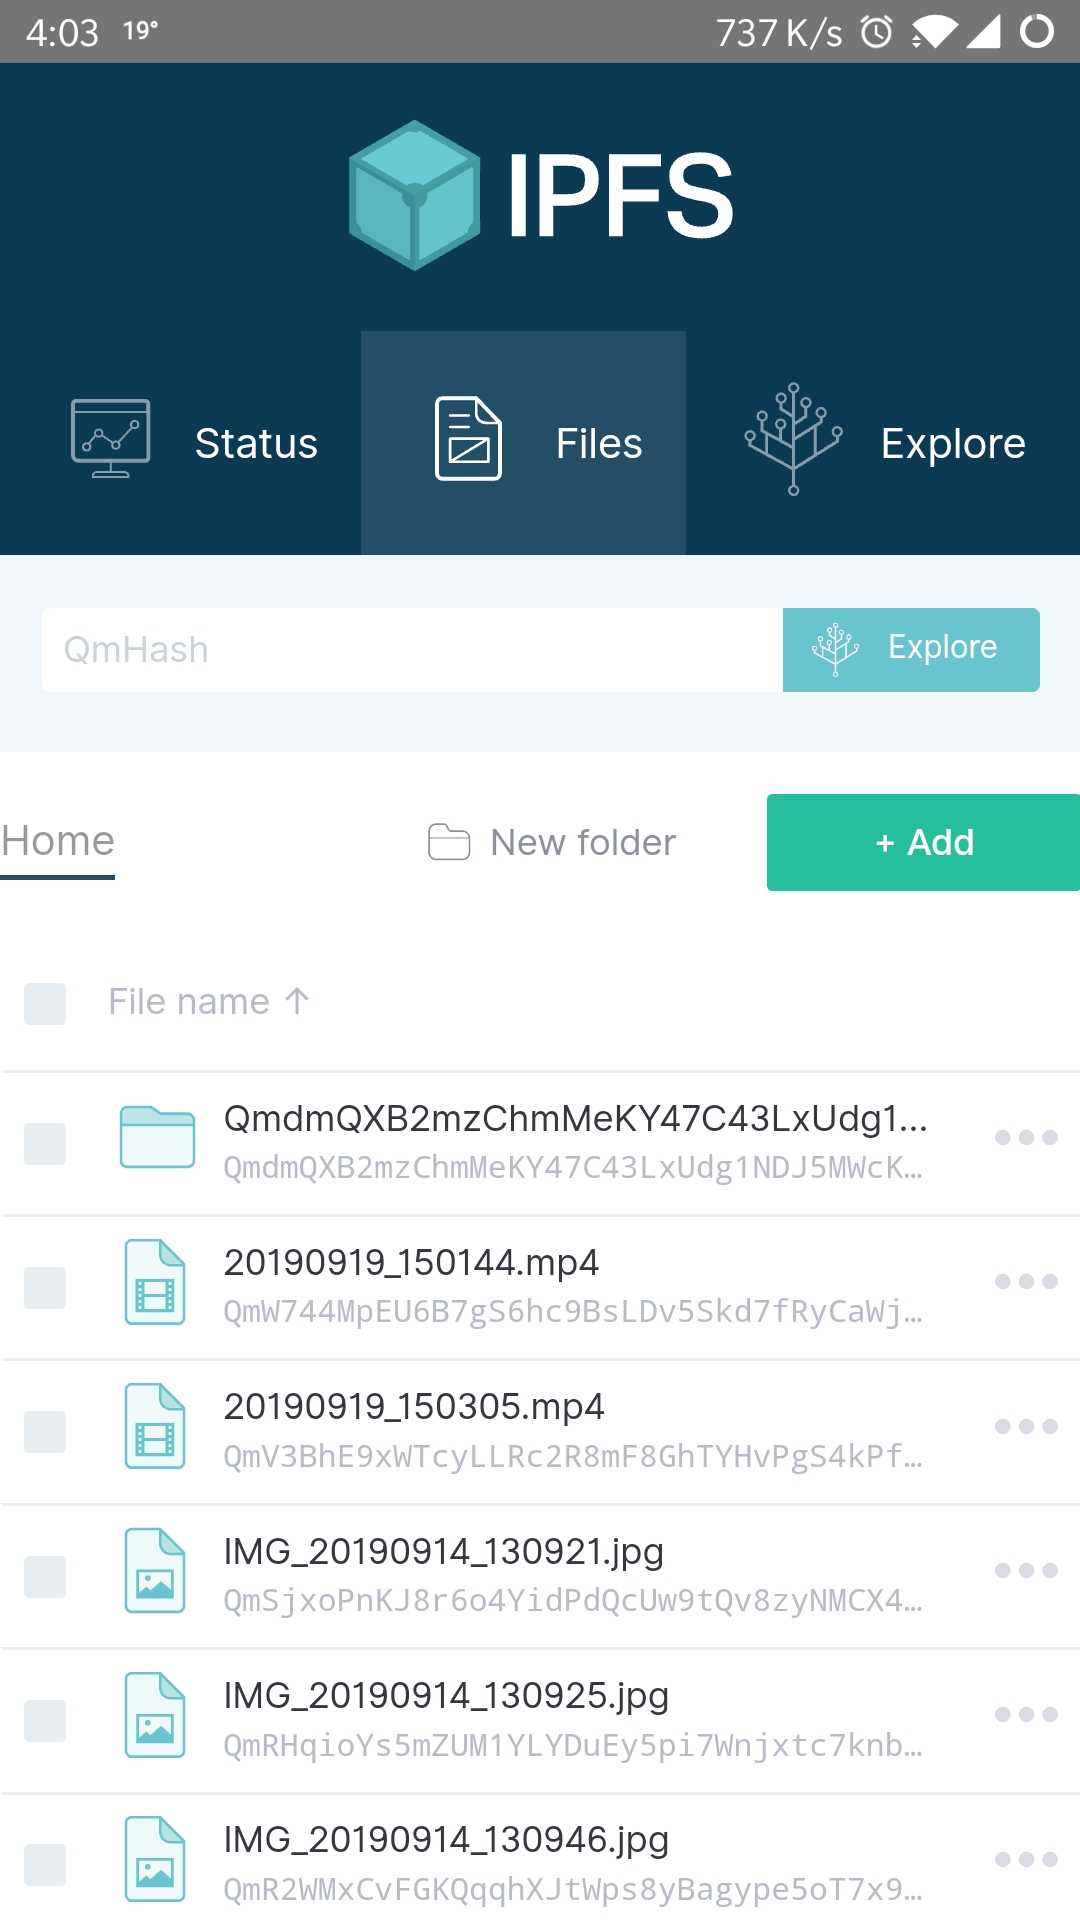 4:03 19° 737 K/s
IPFS
Status Files Explore
QmHash Explore
Home New folder + Add
File name ↑
QmdmQXB2mzChmMeKY47C43LxUdg1...
QmdmQXB2mzChmMeKY47C43LxUdg1NDJ5MWcK…
20190919_150144.mp4
QmW744MpEU6B7gS6hc9BsLDv5Skd7fRyCaWj…
20190919_150305.mp4
QmV3BhE9xWTcyLLRc2R8mF8GhTYHvPgS4kPf…
IMG_20190914_130921.jpg
QmSjxoPnKJ8r6o4YidPdQcUw9tQv8zyNMCX4…
IMG_20190914_130925.jpg
QmRHqioYs5mZUM1YLYDuEy5pi7Wnjxtc7knb…
IMG_20190914_130946.jpg
QmR2WMxCvFGKQqqhXJtWps8yBagype5oT7x9…